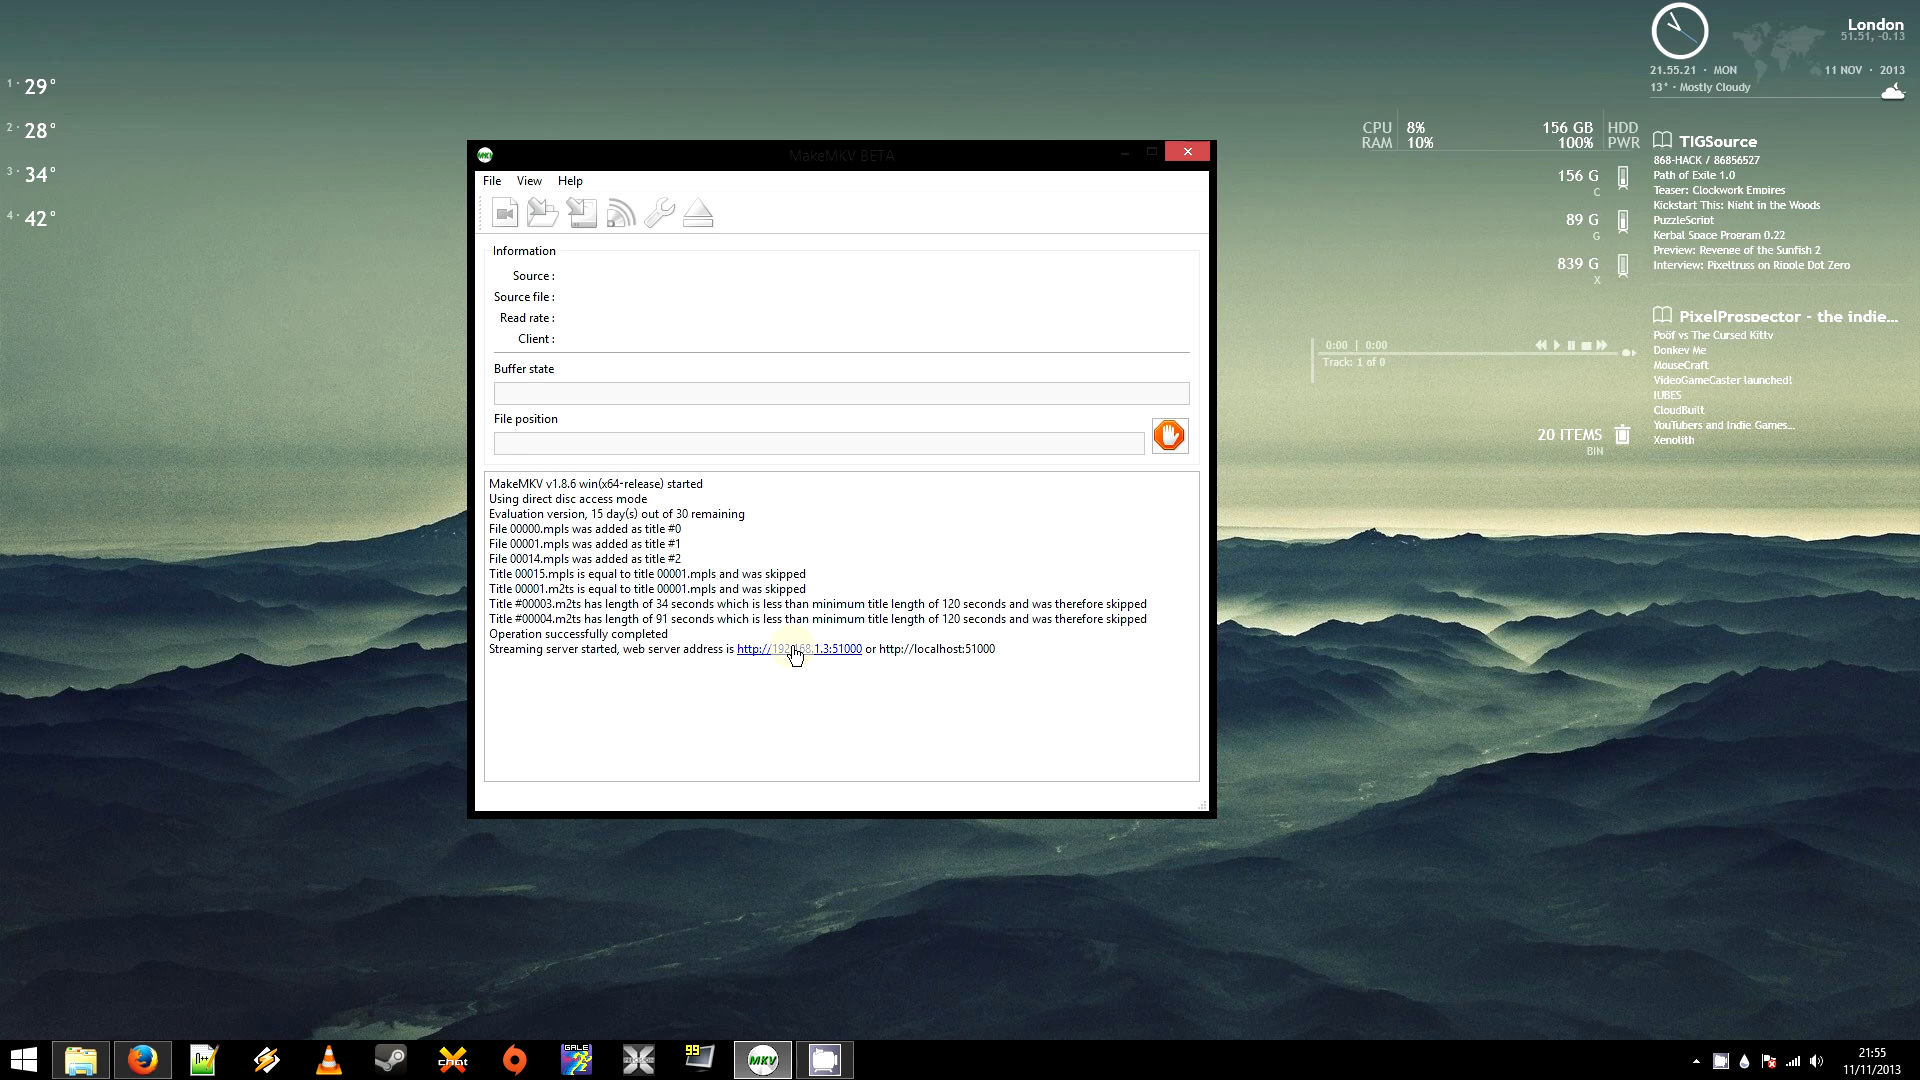 London
51.51, -0.13
21.55.21 · MON
11 NOV · 2013
13° · Mostly Cloudy
1 · 29°
2 · 28°
3 · 34°
4 · 42°
CPU 8%
RAM 10%
156 GB HDD
100% PWR
156 G
C
89 G
G
839 G
X
TIGSource
868-HACK / 86856527
Path of Exile 1.0
Teaser: Clockwork Empires
Kickstart This: Night in the Woods
PuzzleScript
Kerbal Space Program 0.22
Preview: Revenge of the Sunfish 2
Interview: Pixeltruss on Ripple Dot Zero
PixelProspector - the indie...
Poöf vs The Cursed Kitty
Donkey Me
MouseCraft
VideoGameCaster launched!
IUBES
CloudBuilt
YouTubers and Indie Games...
Xenolith
0:00 | 0:00
Track: 1 of 0
20 ITEMS
BIN
MakeMKV BETA
File View Help
Information
Source :
Source file :
Read rate :
Client :
Buffer state
File position
MakeMKV v1.8.6 win(x64-release) started
Using direct disc access mode
Evaluation version, 15 day(s) out of 30 remaining
File 00000.mpls was added as title #0
File 00001.mpls was added as title #1
File 00014.mpls was added as title #2
Title 00015.mpls is equal to title 00001.mpls and was skipped
Title 00001.m2ts is equal to title 00001.mpls and was skipped
Title #00003.m2ts has length of 34 seconds which is less than minimum title length of 120 seconds and was therefore skipped
Title #00004.m2ts has length of 91 seconds which is less than minimum title length of 120 seconds and was therefore skipped
Operation successfully completed
Streaming server started, web server address is http://192.168.1.3:51000 or http://localhost:51000
MKV
99
21:55
11/11/2013